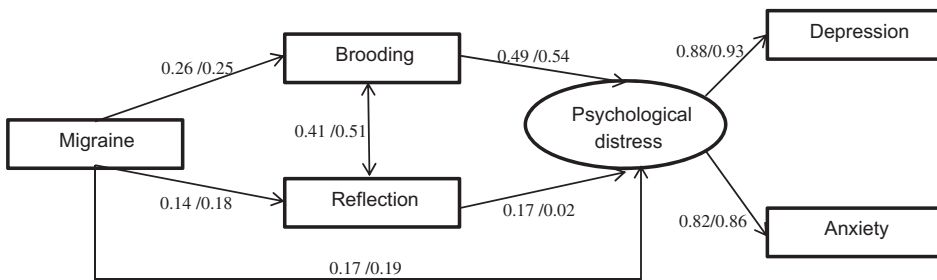 Depression
Brooding
0.88/0.93
0.49 /0.54
0.26 /0.25
Psychological
distress
Migraine
0.41 /0.51
Reflection
0.14 /0.18
0.17 /0.02
0.82/0.86
Anxiety
0.17 /0.19